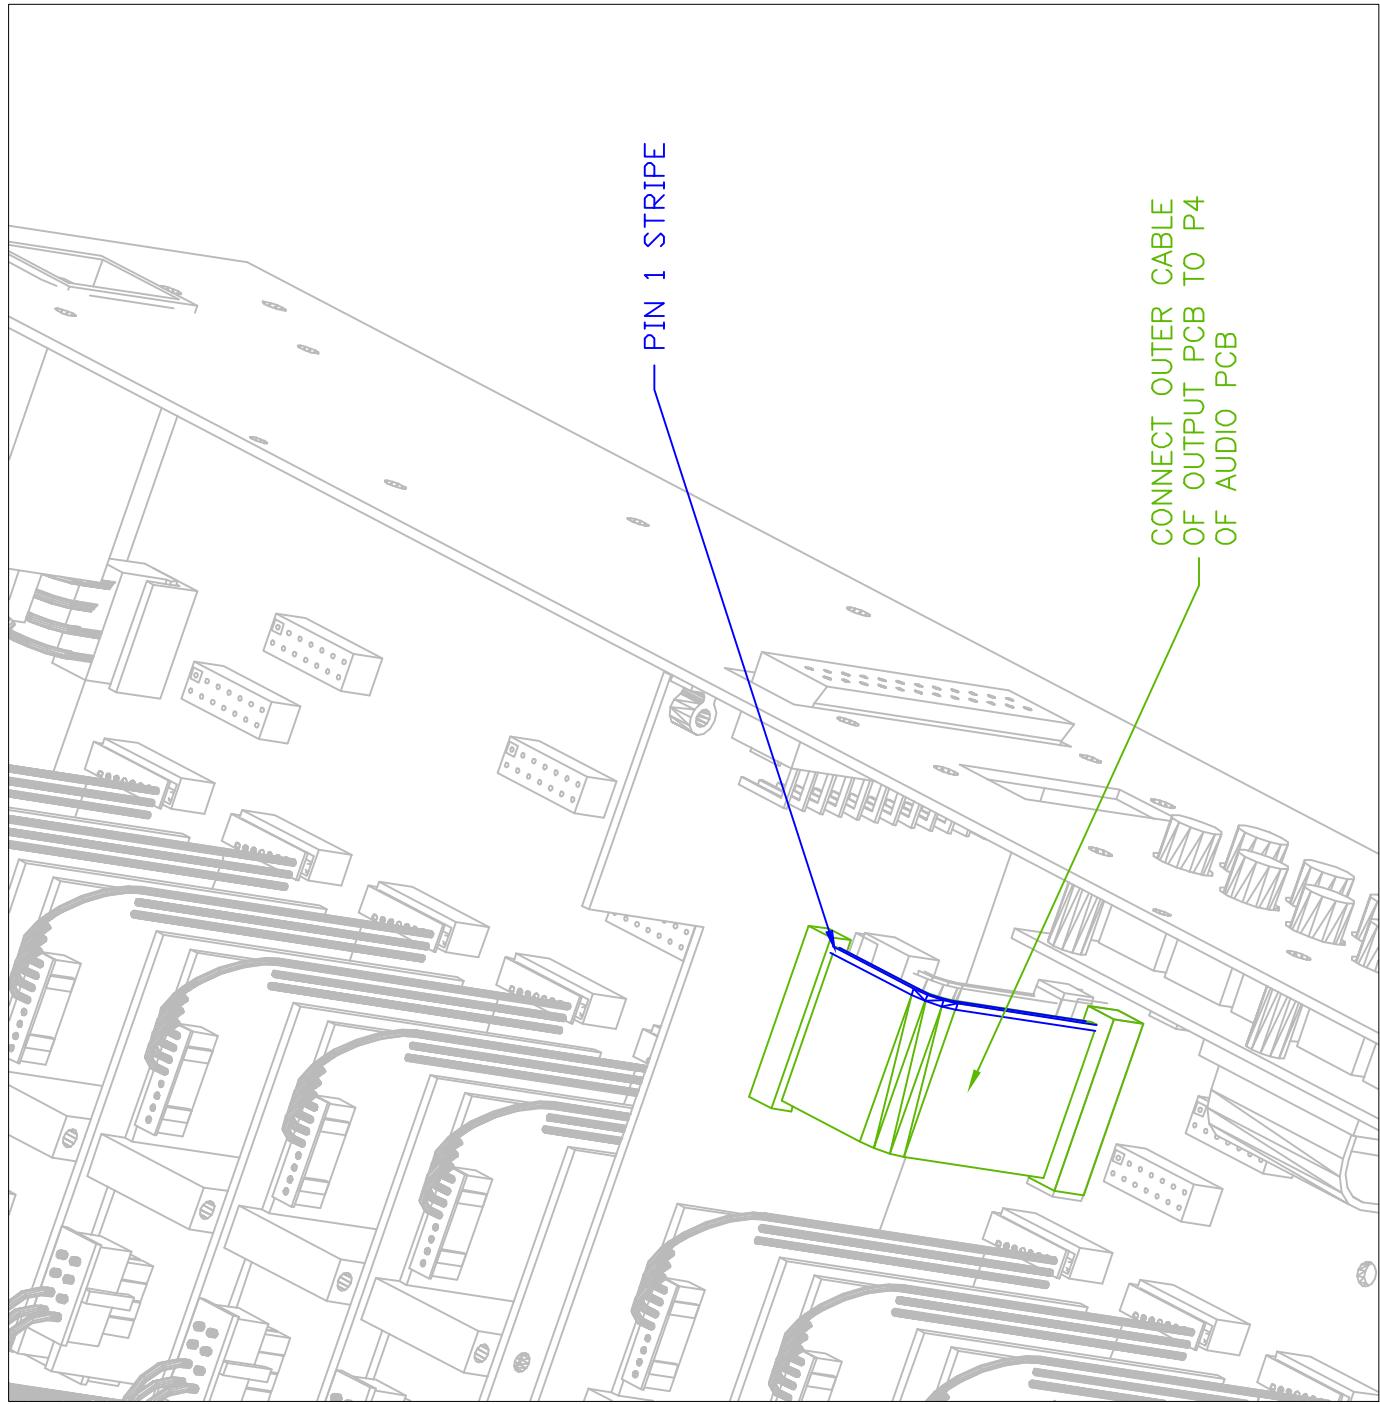 PIN 1 STRIPE
CONNECT OUTER CABLE
OF OUTPUT PCB TO P4
OF AUDIO PCB